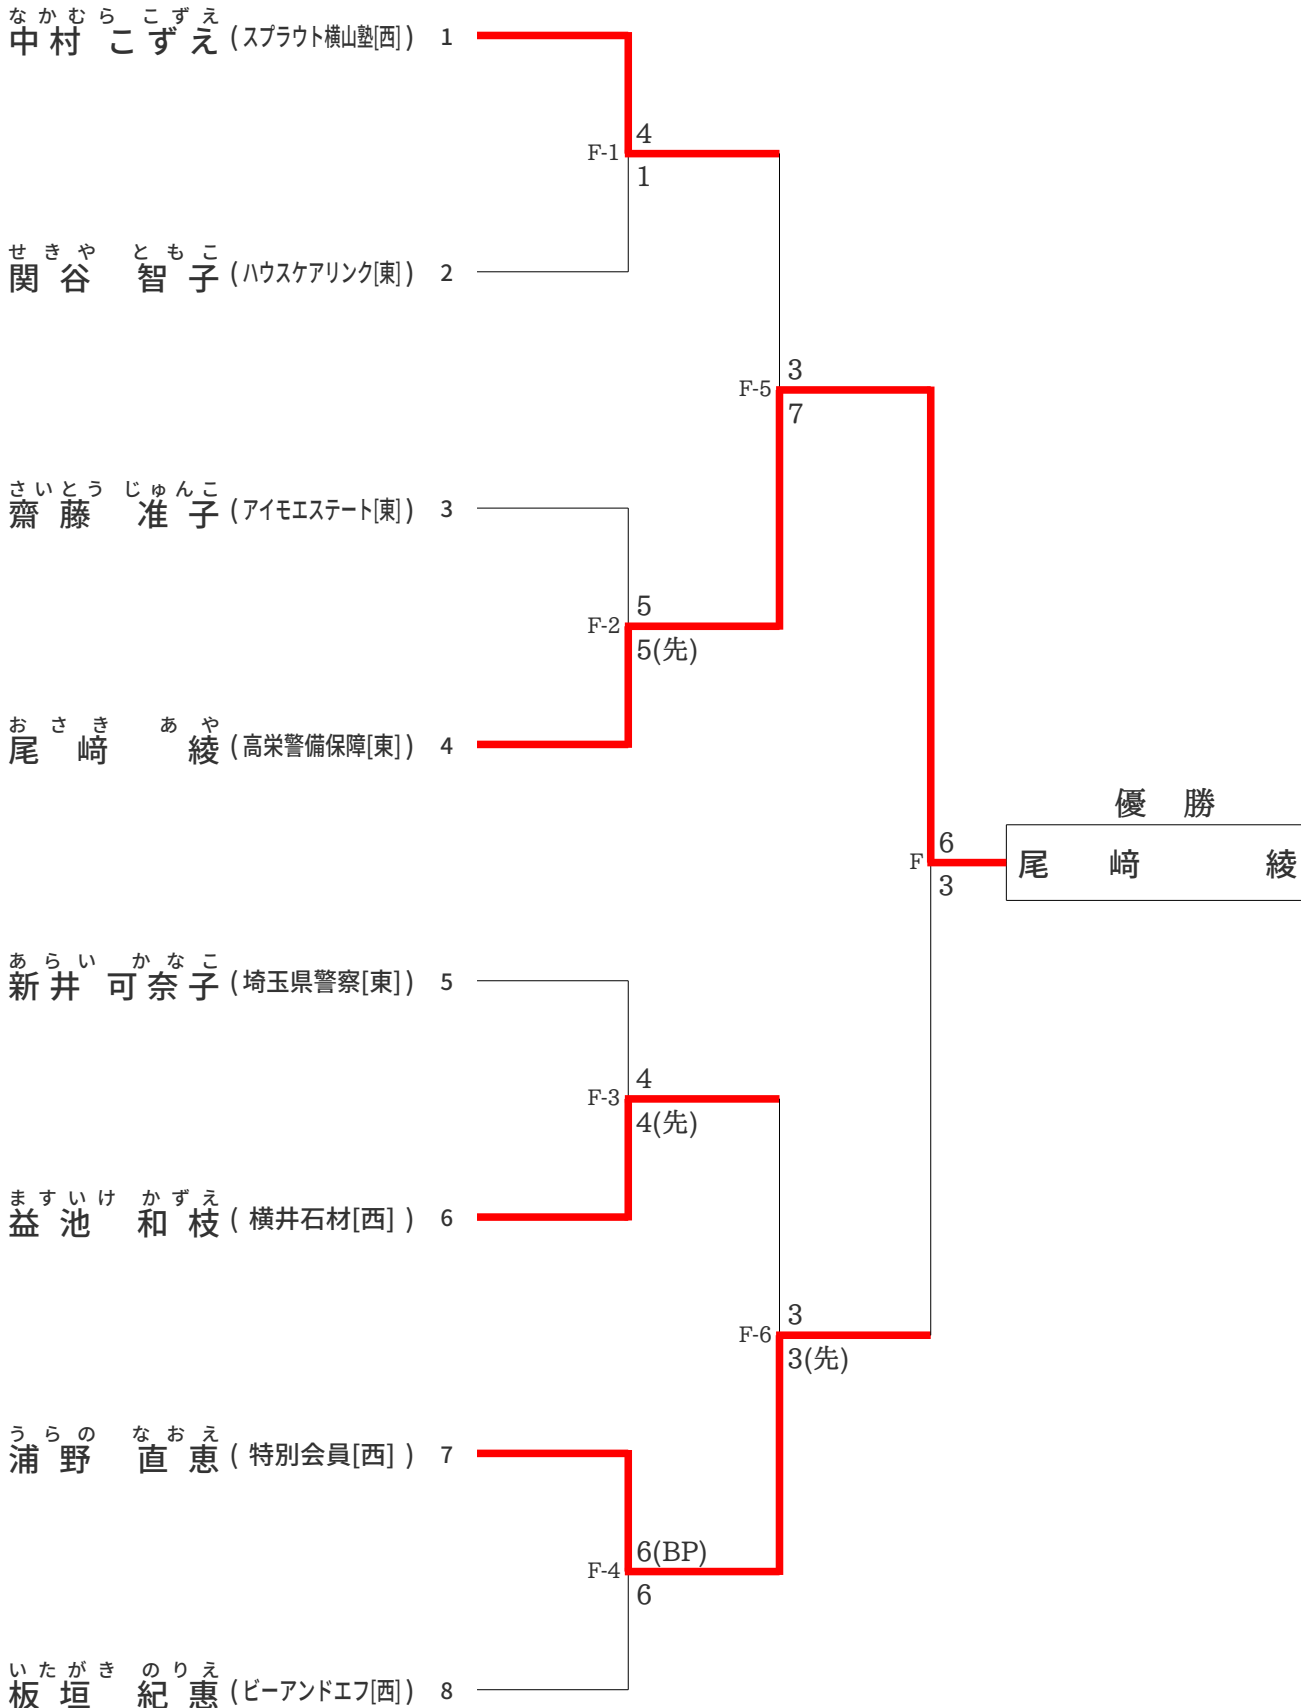 なかむら こずえ
中村 こずえ (スプラウト横山塾[西]) 1
4
F-1
1
せきや ともこ
関谷 智子 (ハウスケアリンク[東]) 2
3
F-5
7
さいとう じゅんこ
齋藤 准子 (アイモエステート[東]) 3
5
F-2
5(先)
おさき あや
尾﨑 綾 (高栄警備保障[東]) 4
優 勝
6
F
尾﨑 綾
3
あらい かなこ
新井 可奈子 (埼玉県警察[東]) 5
4
F-3
4(先)
ますいけ かずえ
益池 和枝 (横井石材[西]) 6
3
F-6
3(先)
うらの なおえ
浦野 直恵 (特別会員[西]) 7
6(BP)
F-4
6
いたがき のりえ
板垣 紀惠 (ビーアンドエフ[西]) 8